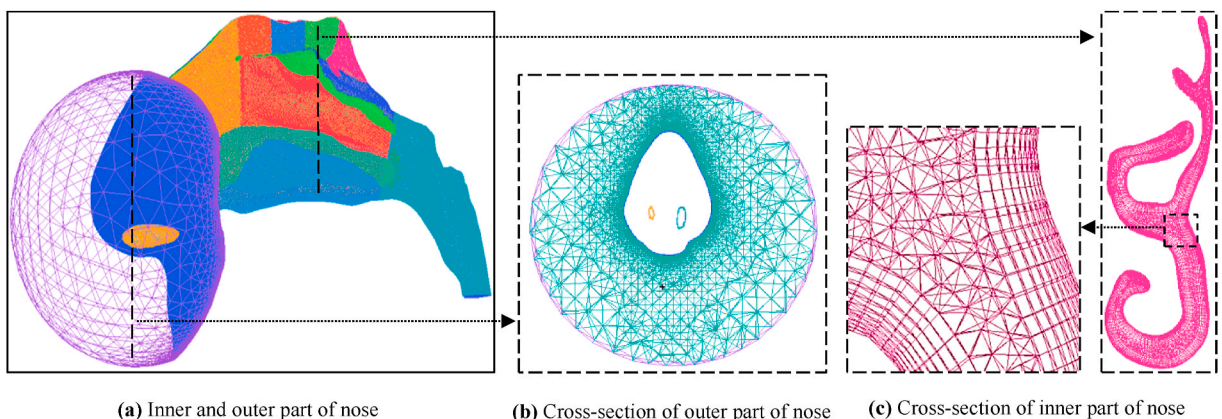 (a) Inner and outer part of nose
(b) Cross-section of outer part of nose
(c) Cross-section of inner part of nose